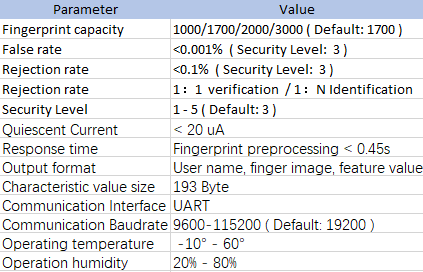 Parameter Value
Fingerprint capacity 1000/1700/2000/3000 ( Default: 1700 )
False rate <0.001% ( Security Level: 3 )
Rejection rate <0.1% ( Security Level: 3 )
Rejection rate 1：1 verification / 1：N Identification
Security Level 1 - 5 ( Default: 3 )
Quiescent Current < 20 uA
Response time Fingerprint preprocessing < 0.45s
Output format User name, finger image, feature value
Characteristic value size 193 Byte
Communication Interface UART
Communication Baudrate 9600-115200 ( Default: 19200 )
Operating temperature -10° - 60°
Operation humidity 20% - 80%